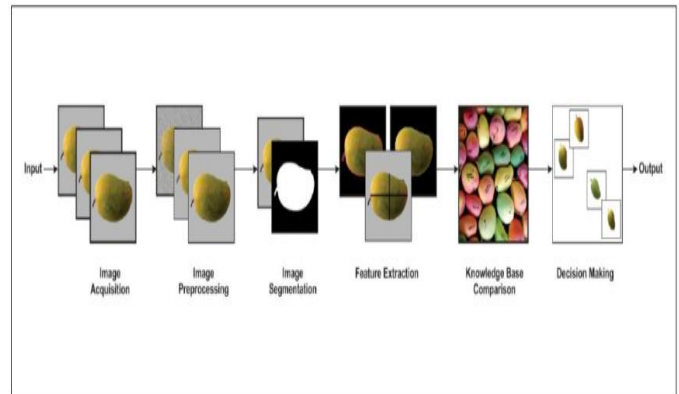 Input
Output
Image
Acquisition
Image
Preprocessing
Image
Segmentation
Feature Extraction
Knowledge Base
Comparison
Decision Making